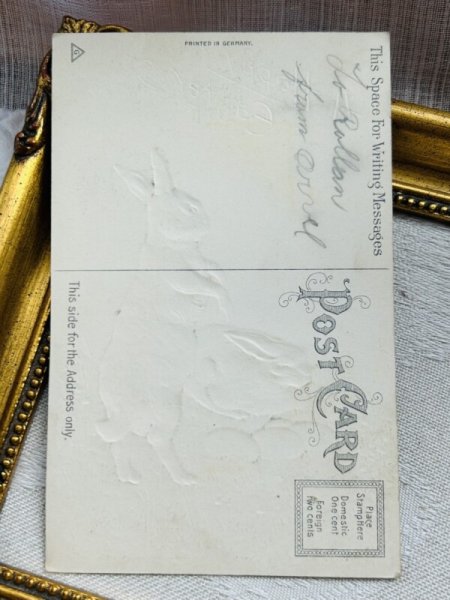 This Space For Writing Messages
To Rollan
from Orvel
PRINTED IN GERMANY.
G
POST CARD
This side for the Address only.
Place
Stamp Here
Domestic
One cent
Foreign
Two cents